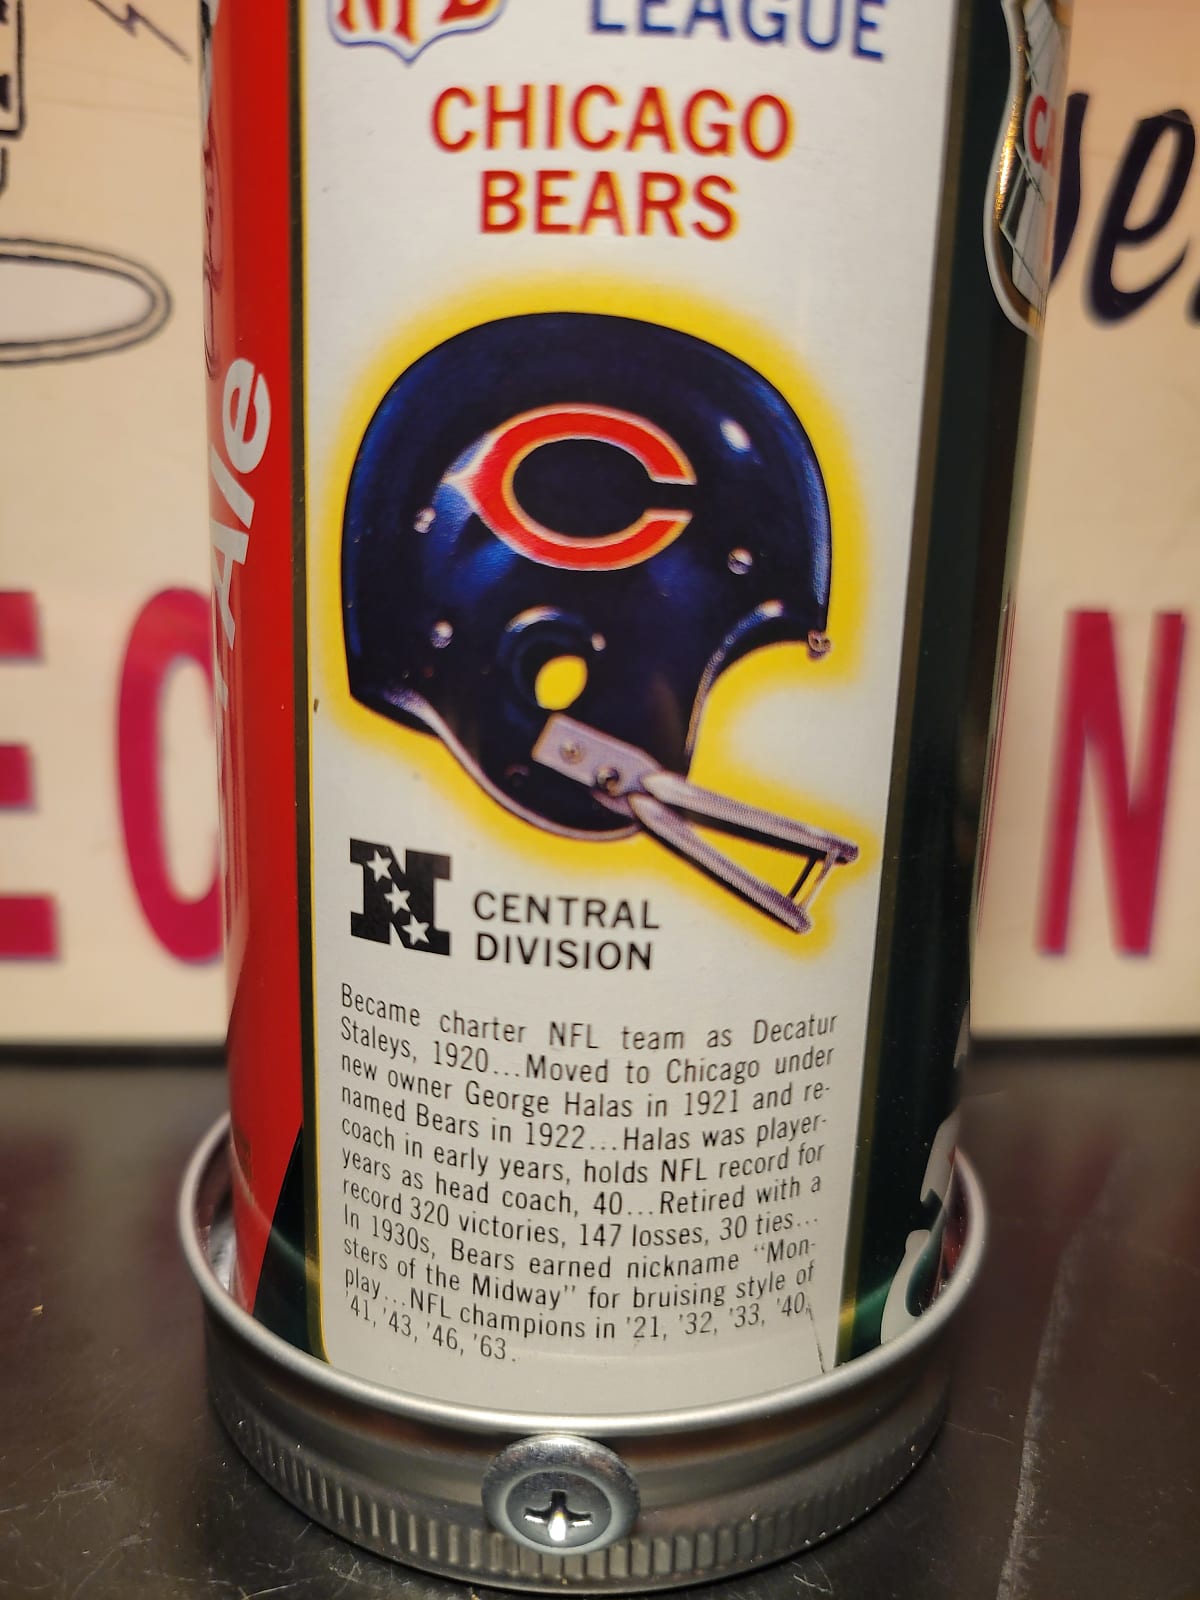 NFL
LEAGUE
CHICAGO
BEARS
C
Ale
N
CENTRAL
DIVISION
Became charter NFL team as Decatur
Staleys, 1920...Moved to Chicago under
new owner George Halas in 1921 and re-
named Bears in 1922...Halas was player-
coach in early years, holds NFL record for
years as head coach, 40...Retired with a
record 320 victories, 147 losses, 30 ties...
In 1930s, Bears earned nickname “Mon-
sters of the Midway” for bruising style of
play...NFL champions in '21, '32, '33, '40,
'41, '43, '46, '63.
EC
N